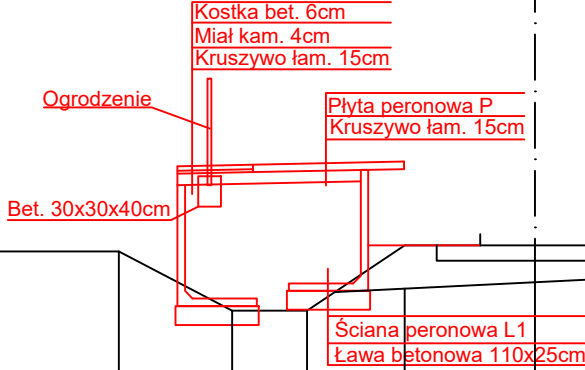 Kostka bet. 6cm
Miał kam. 4cm
Kruszywo łam. 15cm
Ogrodzenie
Płyta peronowa P
Kruszywo łam. 15cm
Bet. 30x30x40cm
Ściana peronowa L1
Ława betonowa 110x25cm